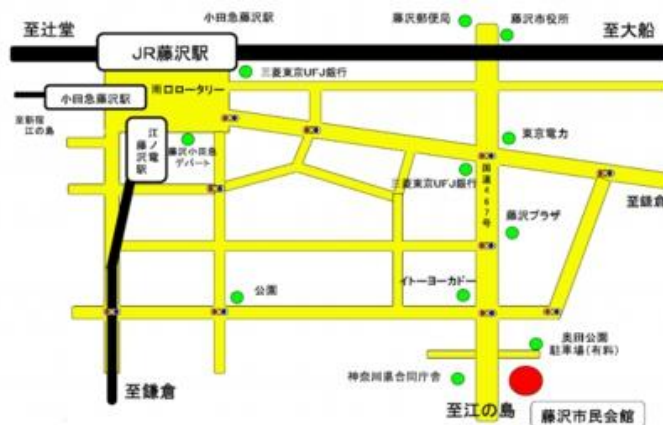 小田急藤沢駅
藤沢郵便局
藤沢市役所
至辻堂
JR藤沢駅
至大船
三菱東京UFJ銀行
南口ロータリー
小田急藤沢駅
至新宿
江の島
江ノ電
藤沢駅
藤沢小田急
デパート
東京電力
三菱東京UFJ銀行
国道467号
至鎌倉
藤沢プラザ
公園
イトーヨーカドー
奥田公園
駐車場(有料)
神奈川県合同庁舎
至鎌倉
至江の島
藤沢市民会館